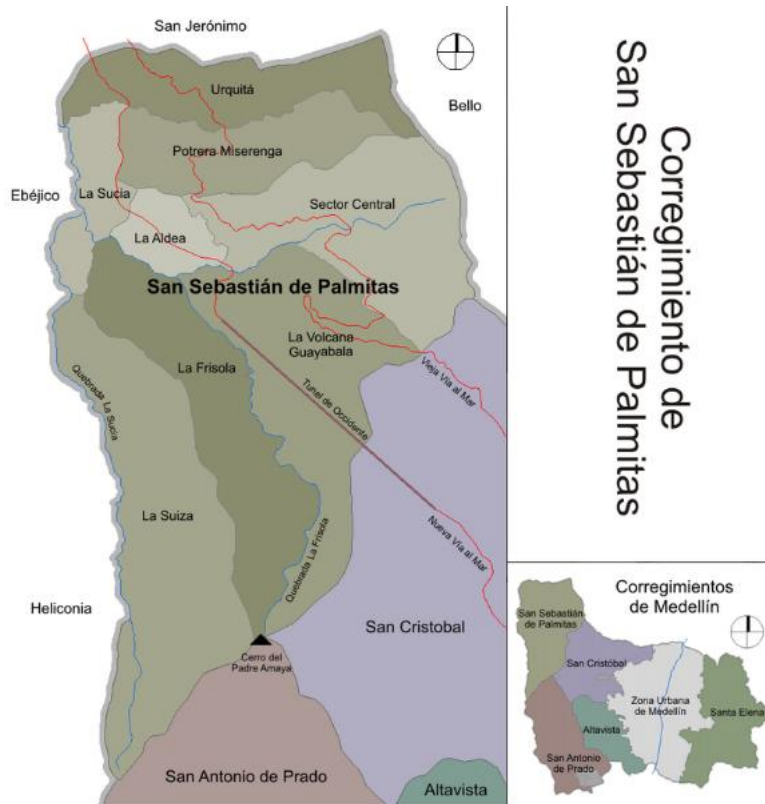 San Jerónimo
Urquitá
Bello
Potrera Miserenga
Ebéjico
La Sucia
Sector Central
La Aldea
San Sebastián de Palmitas
La Volcana
Guayabala
La Frisola
Vieja Vía al Mar
Quebrada La Sucia
Tunel de Occidente
La Suiza
Nueva Vía al Mar
Quebrada La Frisola
Heliconia
San Cristobal
Cerro del
Padre Amaya
San Antonio de Prado
Altavista
Corregimiento de
San Sebastián de Palmitas
Corregimientos
de Medellín
San Sebastián
de Palmitas
San Cristóbal
Zona Urbana
de Medellín
Santa Elena
Altavista
San Antonio
de Prado